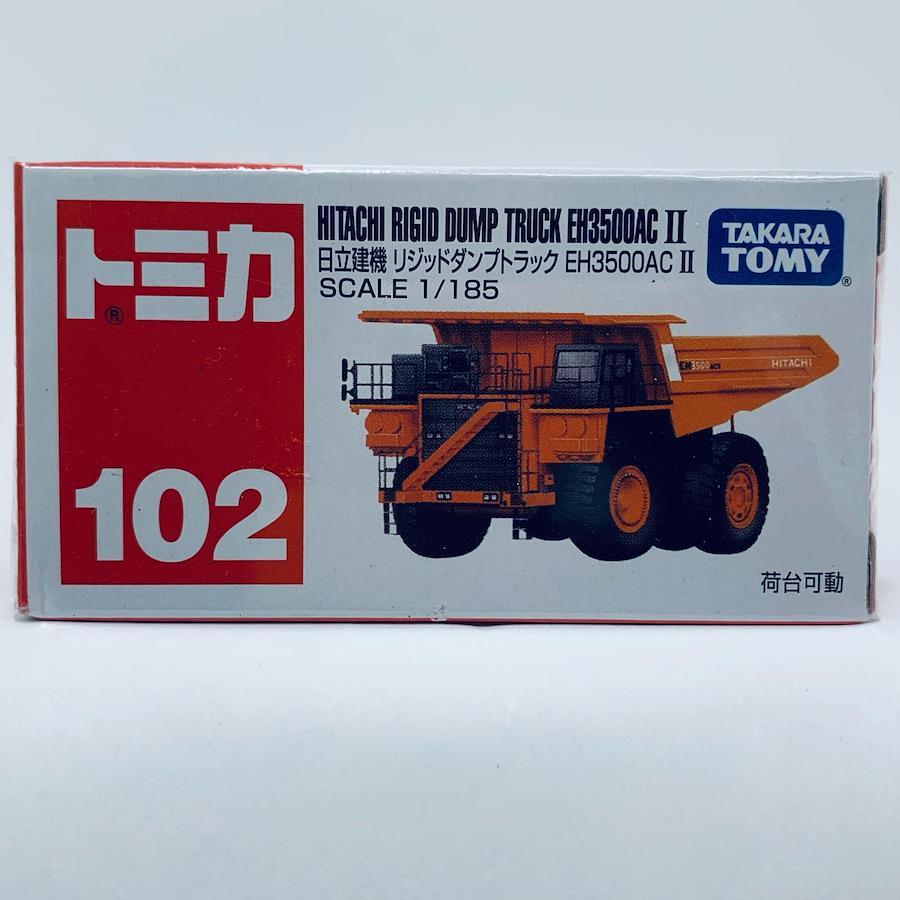 トミカ
®
102
HITACHI RIGID DUMP TRUCK EH3500AC II
日立建機 リジッドダンプトラック EH3500AC II
SCALE 1/185
TAKARA
TOMY
®
EH3500ACII
HITACHI
荷台可動